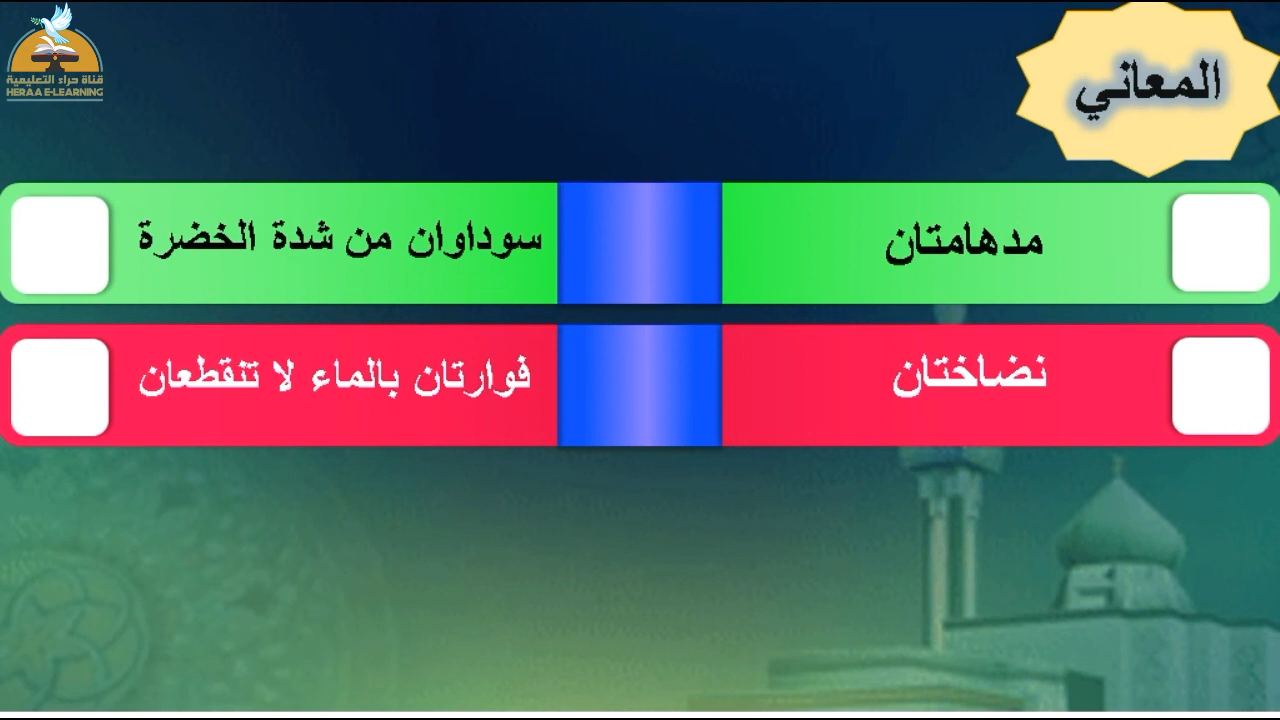 قناة حراء التعليمية
HERAA E-LEARNING
المعاني
مدهامتان
سوداوان من شدة الخضرة
نضاختان
فوارتان بالماء لا تنقطعان